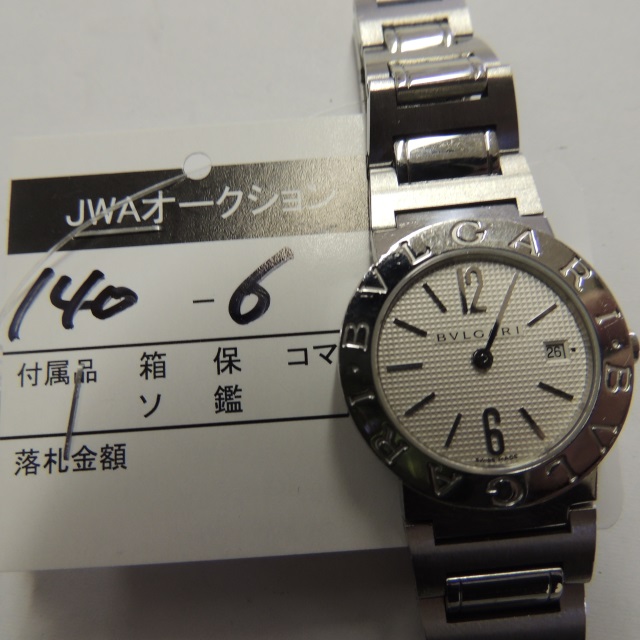 JWAオークション
140 - 6
付属品 箱 保 コマ
ソ 鑑
落札金額
BVLGARI BVLGARI
12
BVLGARI
26
6